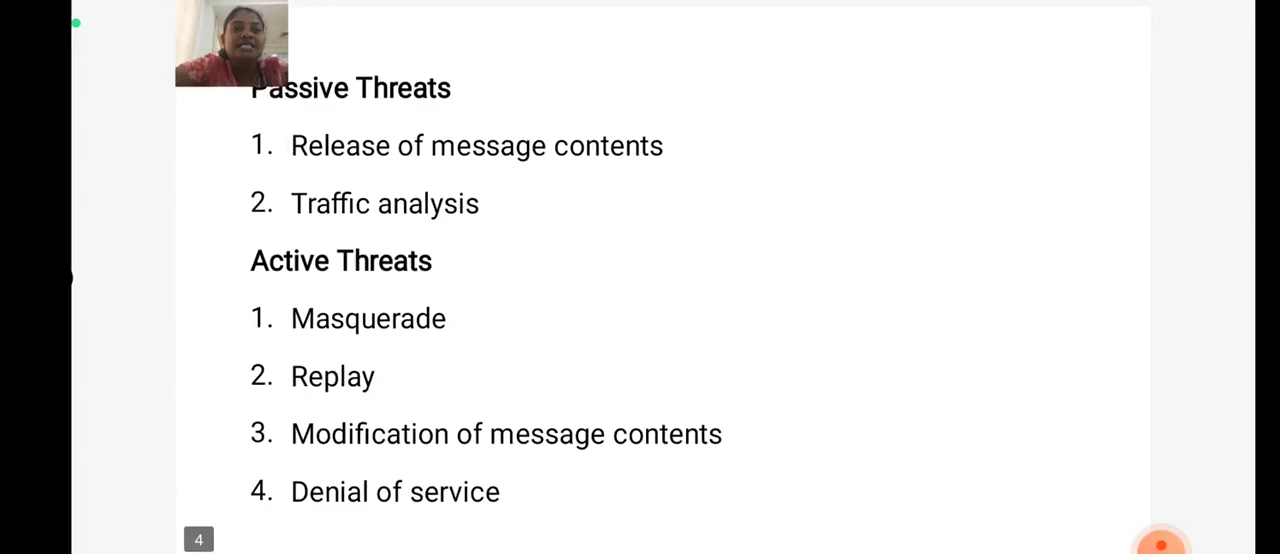 Passive Threats
1. Release of message contents
2. Traffic analysis
Active Threats
1. Masquerade
2. Replay
3. Modification of message contents
4. Denial of service
4